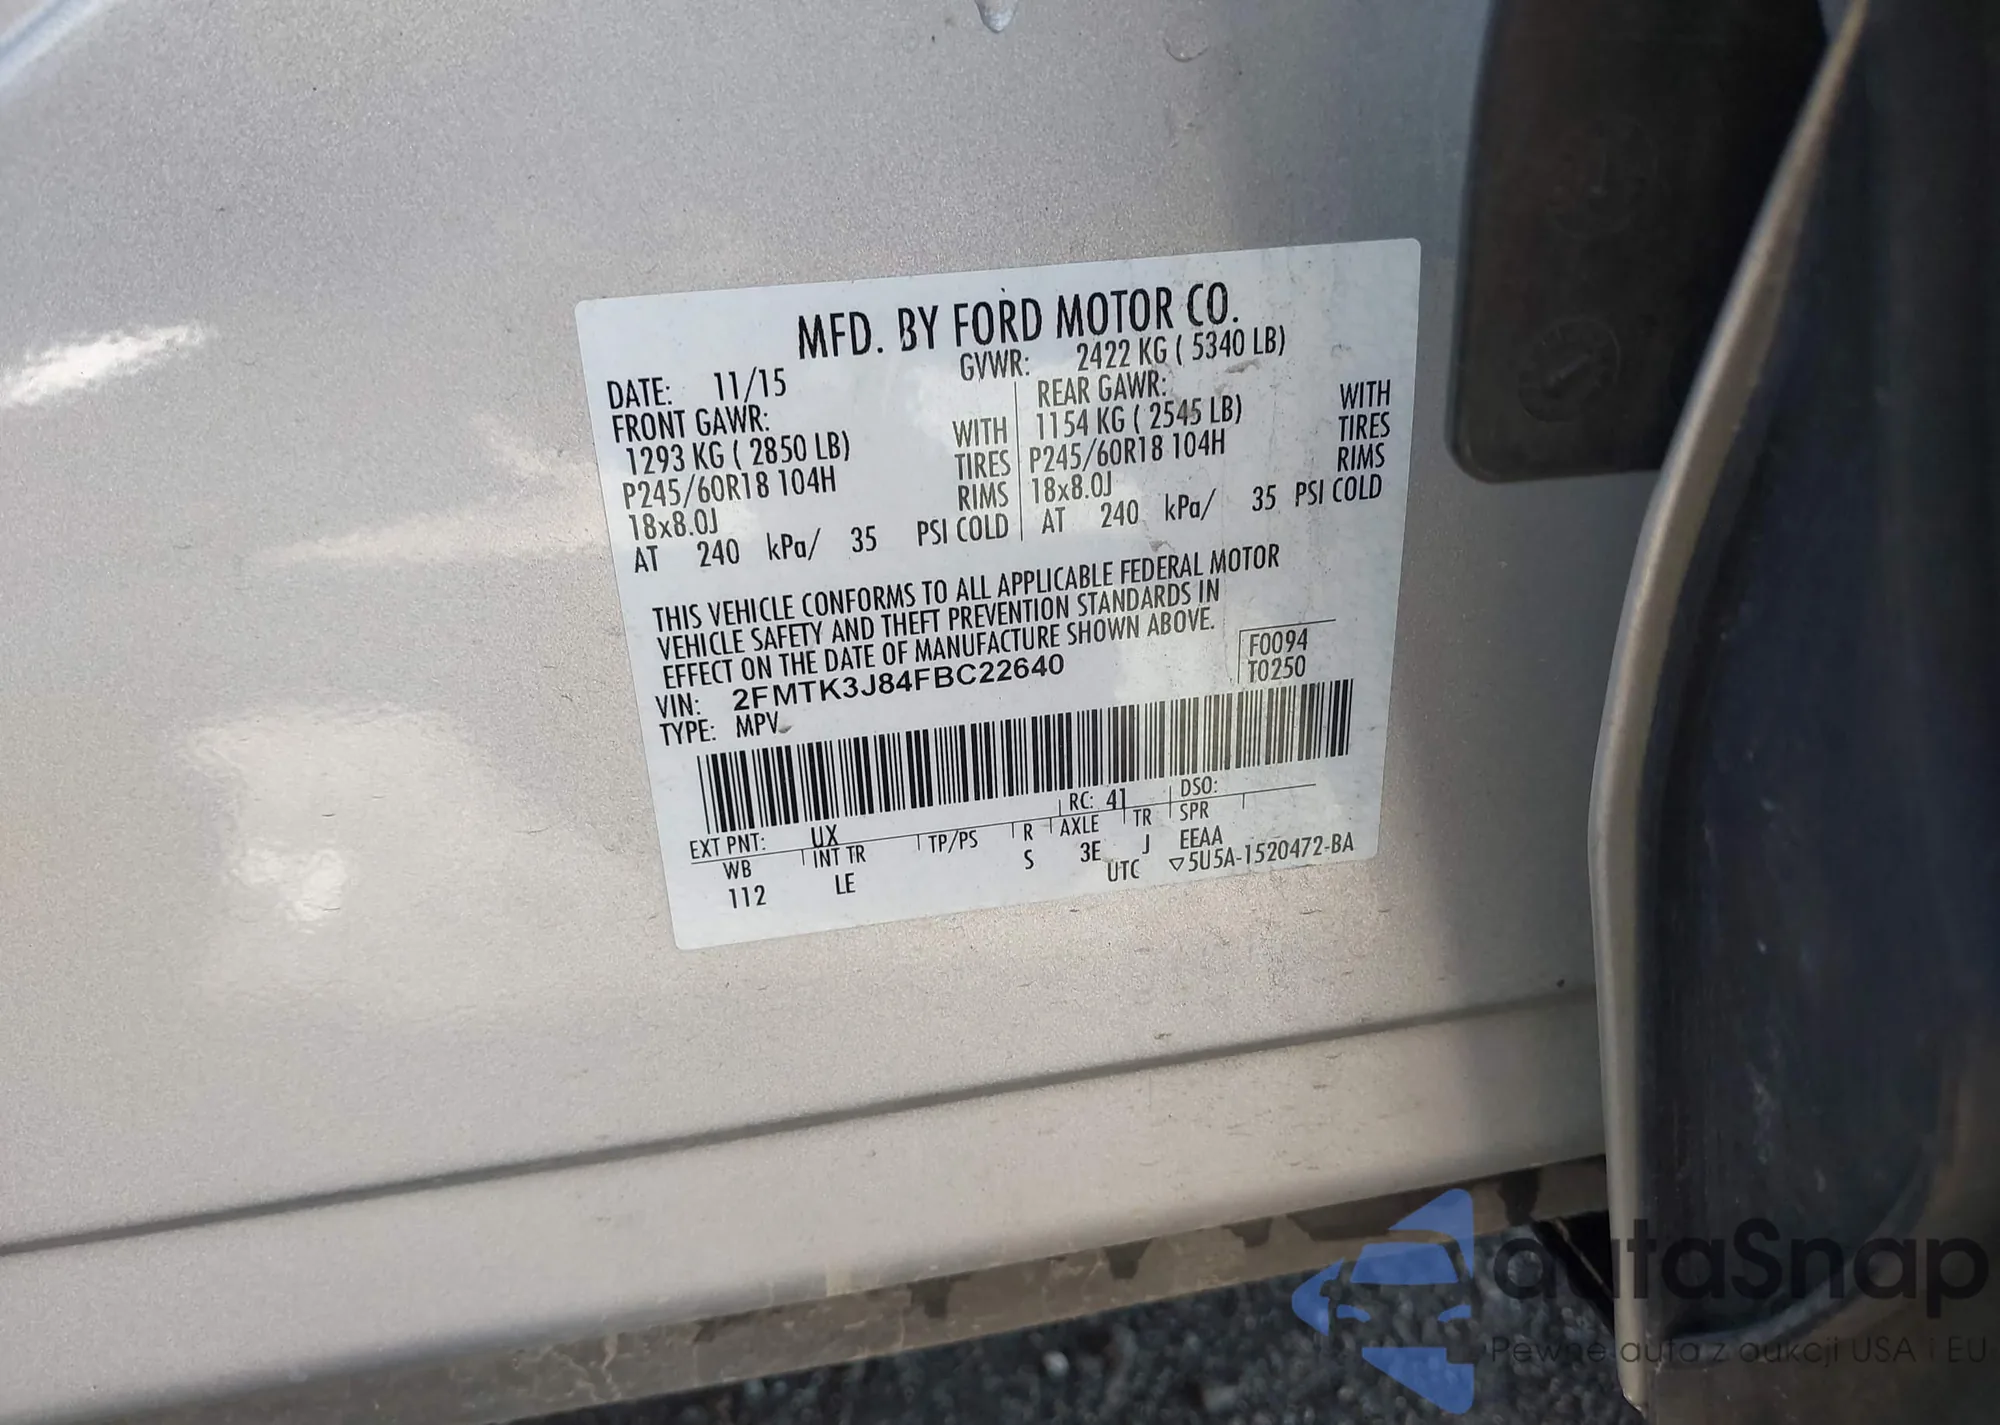 MFD. BY FORD MOTOR CO.
DATE: 11/15 GVWR: 2422 KG ( 5340 LB)
FRONT GAWR: REAR GAWR:
1293 KG ( 2850 LB) WITH 1154 KG ( 2545 LB) WITH
P245/60R18 104H TIRES P245/60R18 104H TIRES
18x8.0J RIMS 18x8.0J RIMS
AT 240 kPa/ 35 PSI COLD AT 240 kPa/ 35 PSI COLD
THIS VEHICLE CONFORMS TO ALL APPLICABLE FEDERAL MOTOR
VEHICLE SAFETY AND THEFT PREVENTION STANDARDS IN
EFFECT ON THE DATE OF MANUFACTURE SHOWN ABOVE.
VIN: 2FMTK3J84FBC22640 F0094
TYPE: MPV T0250
EXT PNT: UX RC: 41 DSO:
WB INT TR TP/PS R AXLE TR SPR
112 LE S 3E J EEAA
UTC ▽5U5A-1520472-BA
autaSnap
Pewne auta z aukcji USA i EU